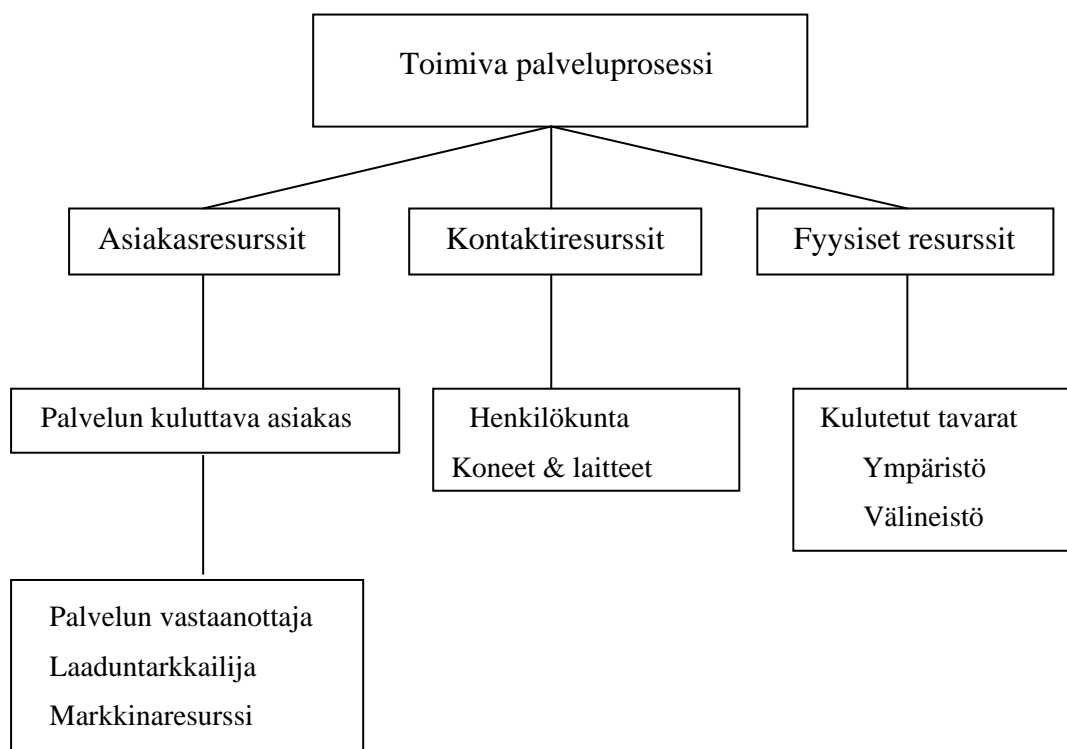 Toimiva palveluprosessi
Asiakasresurssit
Kontaktiresurssit
Fyysiset resurssit
Palvelun kuluttava asiakas
Henkilökunta
Koneet & laitteet
Kulutetut tavarat
Ympäristö
Välineistö
Palvelun vastaanottaja
Laaduntarkkailija
Markkinaresurssi